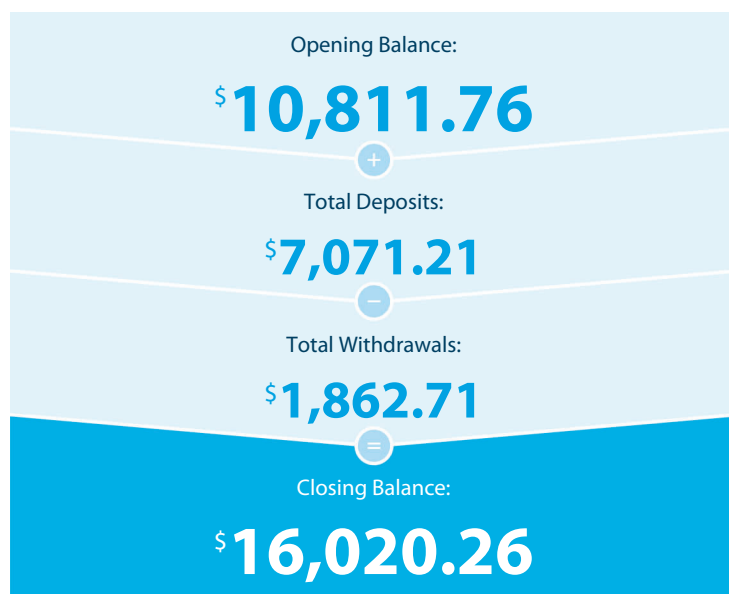 Opening Balance:
$10,811.76
+
Total Deposits:
$7,071.21
−
Total Withdrawals:
$1,862.71
=
Closing Balance:
$16,020.26